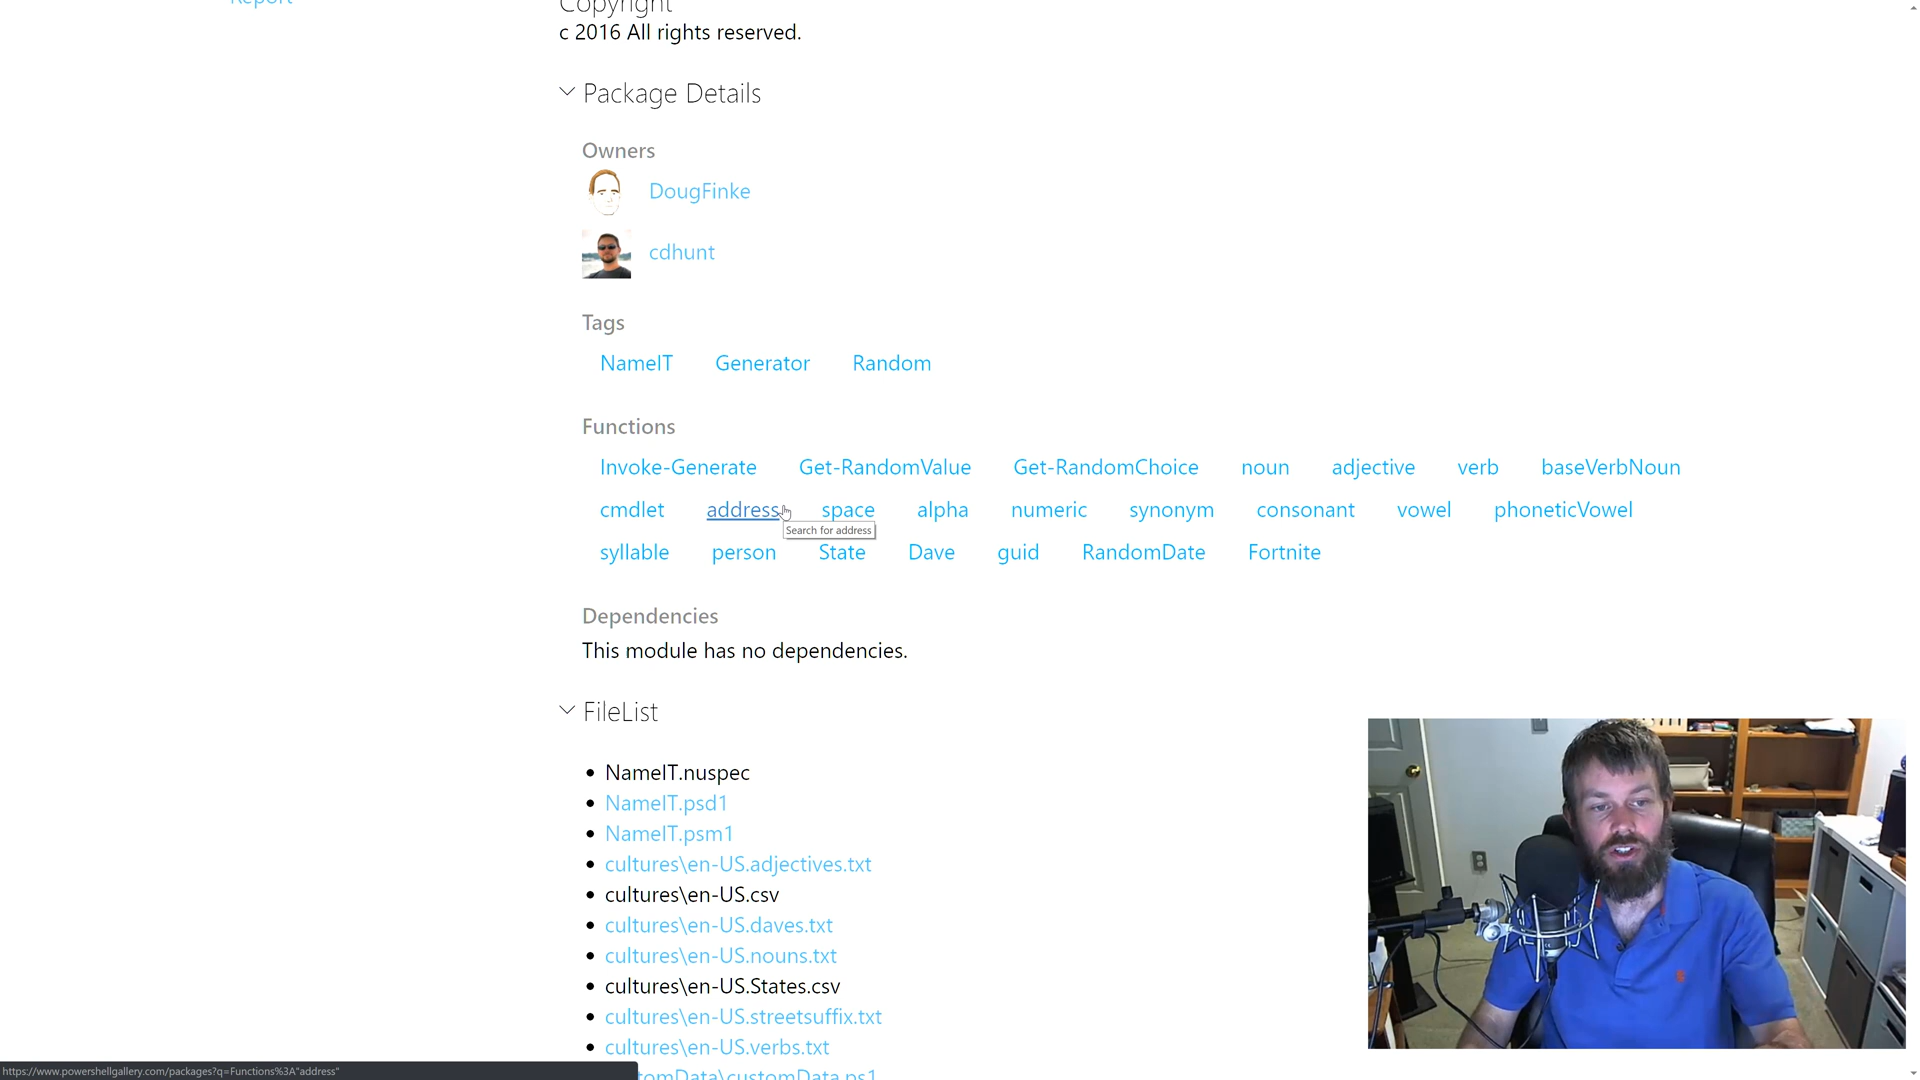 Report
Copyright
c 2016 All rights reserved.
Package Details
Owners
DougFinke
cdhunt
Tags
NameIT Generator Random
Functions
Invoke-Generate Get-RandomValue Get-RandomChoice noun adjective verb baseVerbNoun
cmdlet address space alpha numeric synonym consonant vowel phoneticVowel
Search for address
syllable person State Dave guid RandomDate Fortnite
Dependencies
This module has no dependencies.
FileList
NameIT.nuspec
NameIT.psd1
NameIT.psm1
cultures\en-US.adjectives.txt
cultures\en-US.csv
cultures\en-US.daves.txt
cultures\en-US.nouns.txt
cultures\en-US.States.csv
cultures\en-US.streetsuffix.txt
cultures\en-US.verbs.txt
tomData\customData.ps1
https://www.powershellgallery.com/packages?q=Functions%3A"address"